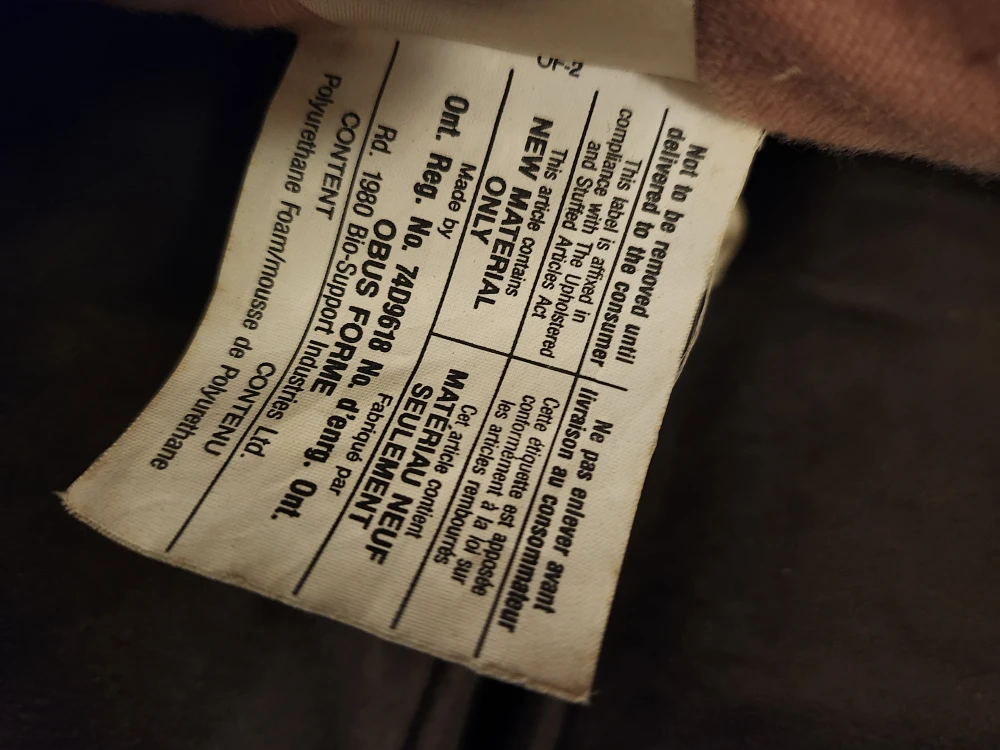 Not to be removed until
delivered to the consumer
Ne pas enlever avant
livraison au consommateur
This label is affixed in
compliance with The Upholstered
and Stuffed Articles Act
Cette étiquette est apposée
conformément à la loi sur
les articles rembourrés
This article contains
NEW MATERIAL
ONLY
Cet article contient
MATÉRIAU NEUF
SEULEMENT
Made by
Fabriqué par
Ont. Reg. No. 74D9618 No. d'enrg. Ont.
OBUS FORME
Rd. 1980 Bio-Support Industries Ltd.
CONTENT
CONTENU
Polyurethane Foam/mousse de Polyurethane